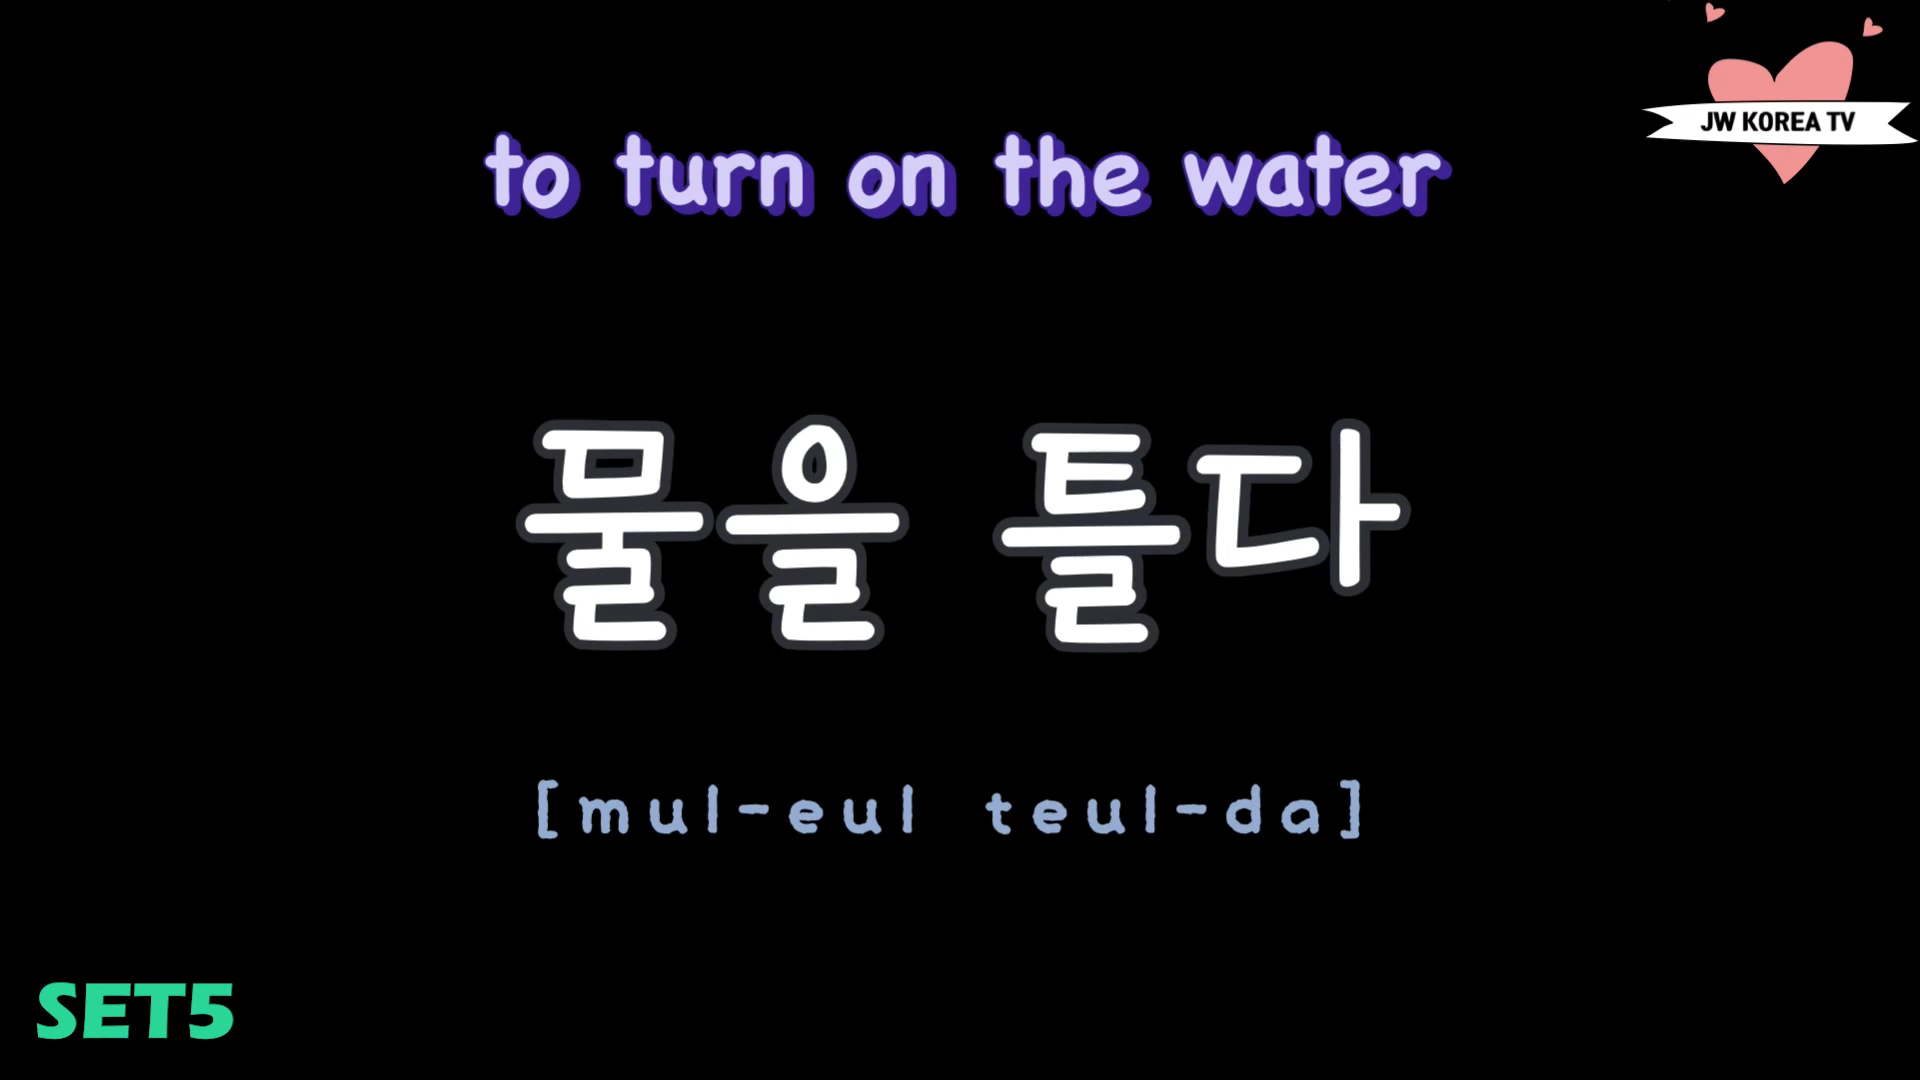 JW KOREA TV
to turn on the water
물을 틀다
[mul-eul teul-da]
SET5